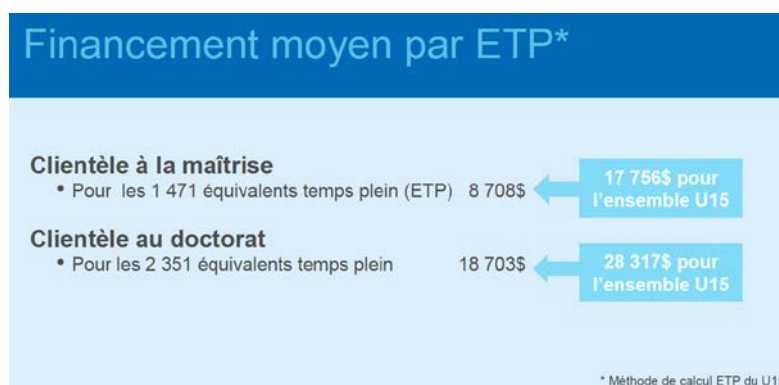 Financement moyen par ETP*
Clientèle à la maîtrise
• Pour les 1 471 équivalents temps plein (ETP) 8 708$
17 756$ pour
l'ensemble U15
Clientèle au doctorat
• Pour les 2 351 équivalents temps plein 18 703$
28 317$ pour
l'ensemble U15
* Méthode de calcul ETP du U1